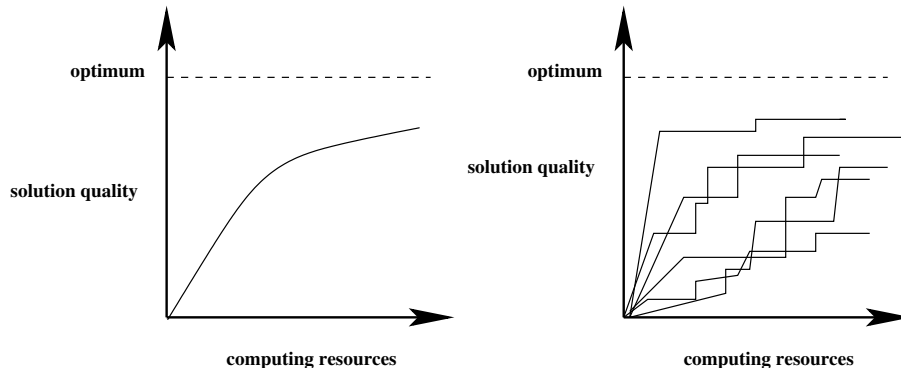 optimum
solution quality
computing resources
optimum
solution quality
computing resources